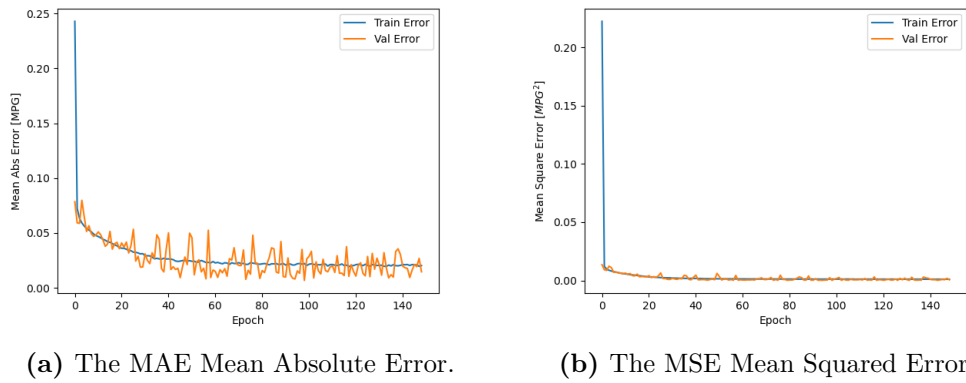 0.25
0.20
0.15
0.10
0.05
0.00
Mean Abs Error [MPG]
0 20 40 60 80 100 120 140
Epoch
Train Error
Val Error
(a) The MAE Mean Absolute Error.
0.20
0.15
0.10
0.05
0.00
Mean Square Error [MPG²]
0 20 40 60 80 100 120 140
Epoch
Train Error
Val Error
(b) The MSE Mean Squared Error